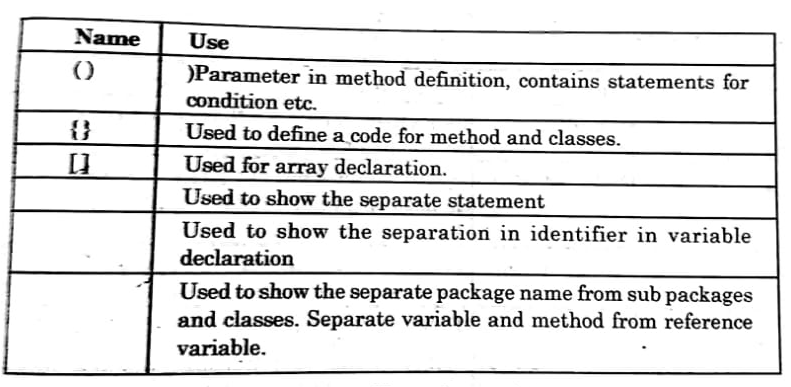 Name Use
() )Parameter in method definition, contains statements for
condition etc.
{} Used to define a code for method and classes.
[] Used for array declaration.
Used to show the separate statement
Used to show the separation in identifier in variable
declaration
Used to show the separate package name from sub packages
and classes. Separate variable and method from reference
variable.